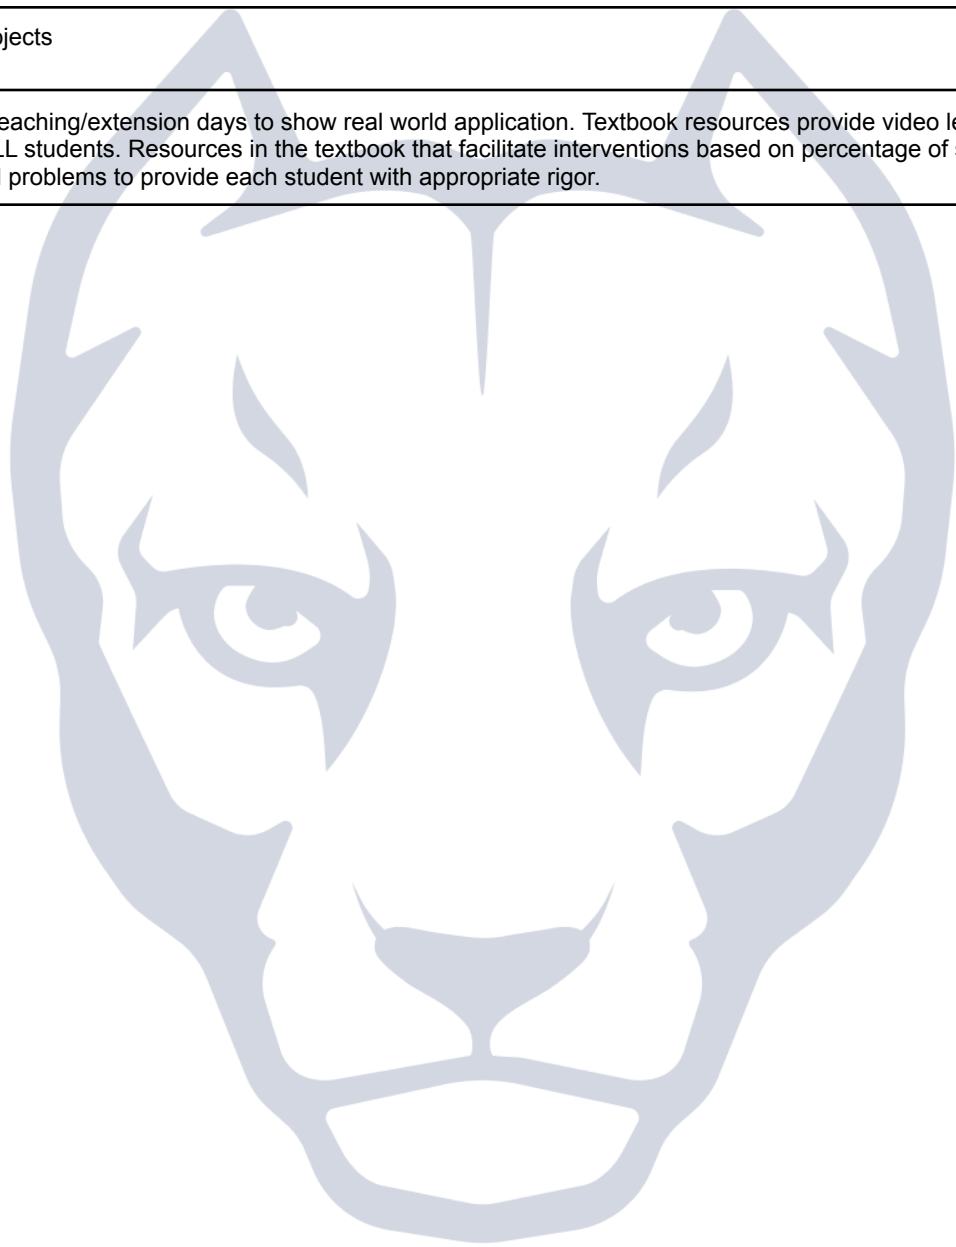 jects
eaching/extension days to show real world application. Textbook resources provide video le
LL students. Resources in the textbook that facilitate interventions based on percentage of
problems to provide each student with appropriate rigor.